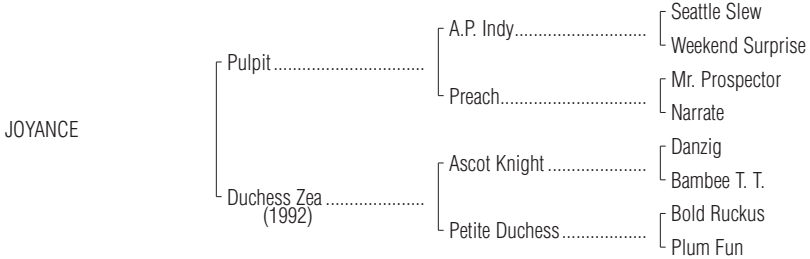 Seattle Slew
A.P. Indy..............................
Weekend Surprise
Pulpit..................................
Mr. Prospector
Preach.................................
Narrate
JOYANCE
Danzig
Ascot Knight......................
Bambee T. T.
Duchess Zea......................
(1992)
Bold Ruckus
Petite Duchess...................
Plum Fun